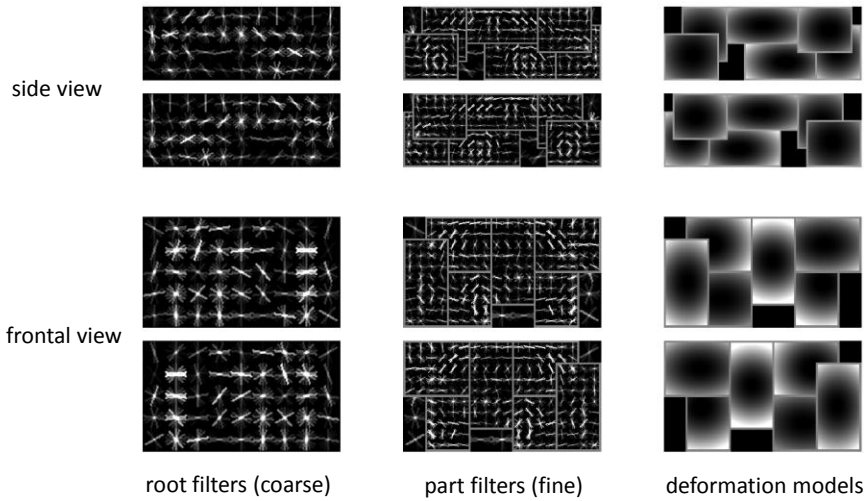 side view
frontal view
root filters (coarse)
part filters (fine)
deformation models